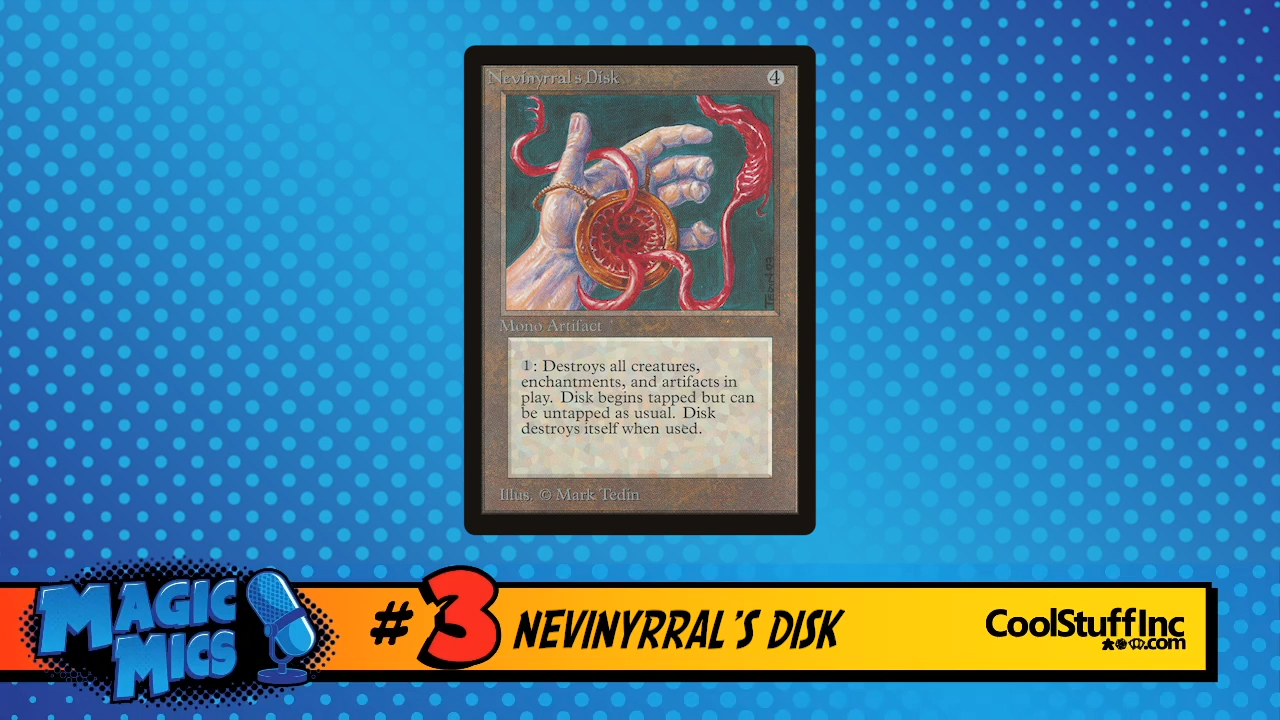 Nevinyrral's Disk 4
Mono Artifact
1: Destroys all creatures,
enchantments, and artifacts in
play. Disk begins tapped but can
be untapped as usual. Disk
destroys itself when used.
Illus. © Mark Tedin
MAGIC
MICS
#3 NEVINYRRAL'S DISK
CoolStuffInc
.com